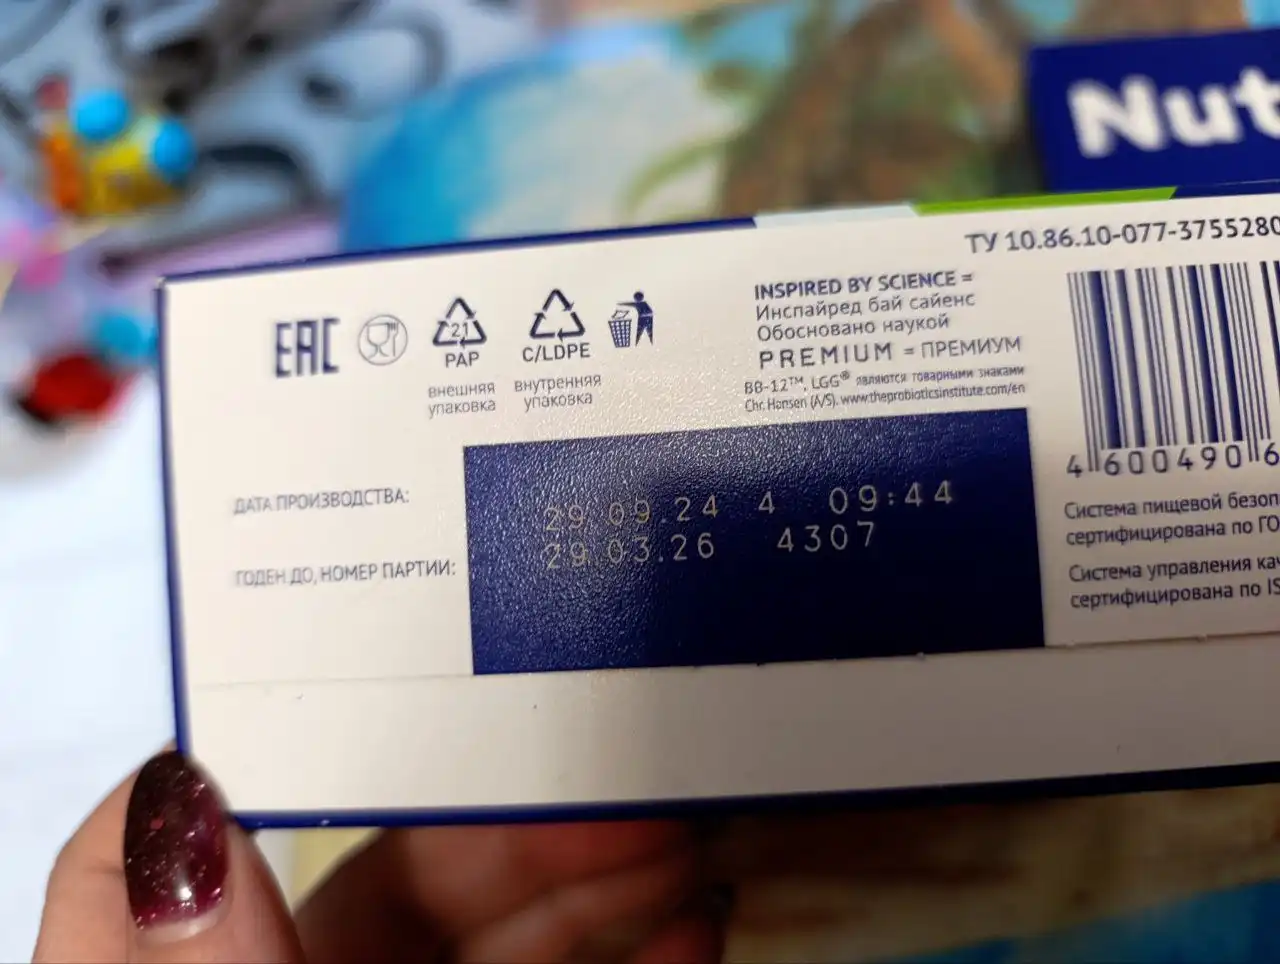 Nut
ТУ 10.86.10-077-3755280
EAC
21
PAP
внешняя
упаковка
C/LDPE
внутренняя
упаковка
INSPIRED BY SCIENCE =
Инспайред бай сайенс
Обосновано наукой
PREMIUM = ПРЕМИУМ
BB-12™, LGG® являются товарными знаками
Chr. Hansen (A/S). www.theprobioticsinstitute.com/en
4 600490 6
ДАТА ПРОИЗВОДСТВА:
29.09.24 4 09:44
ГОДЕН ДО, НОМЕР ПАРТИИ:
29.03.26 4307
Система пищевой безоп
сертифицирована по ГО
Система управления кач
сертифицирована по IS